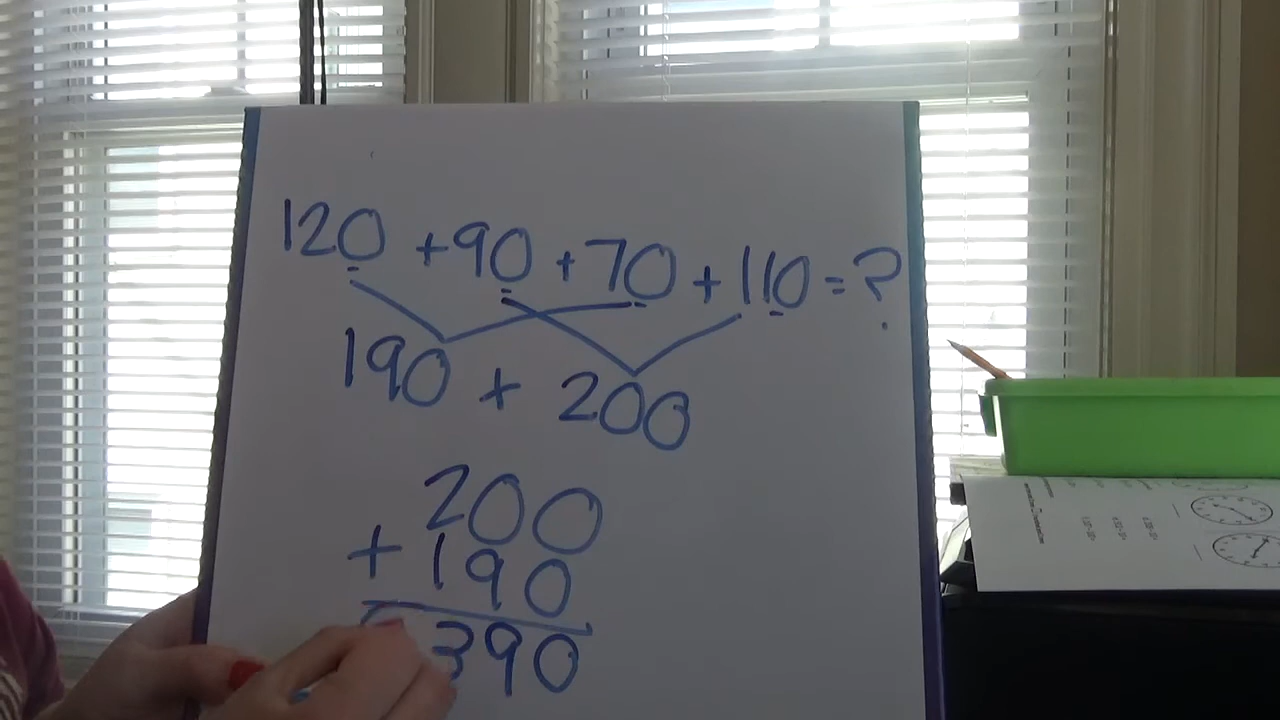 120 + 90 + 70 + 110 = ?
190 + 200
200
+ 190
390